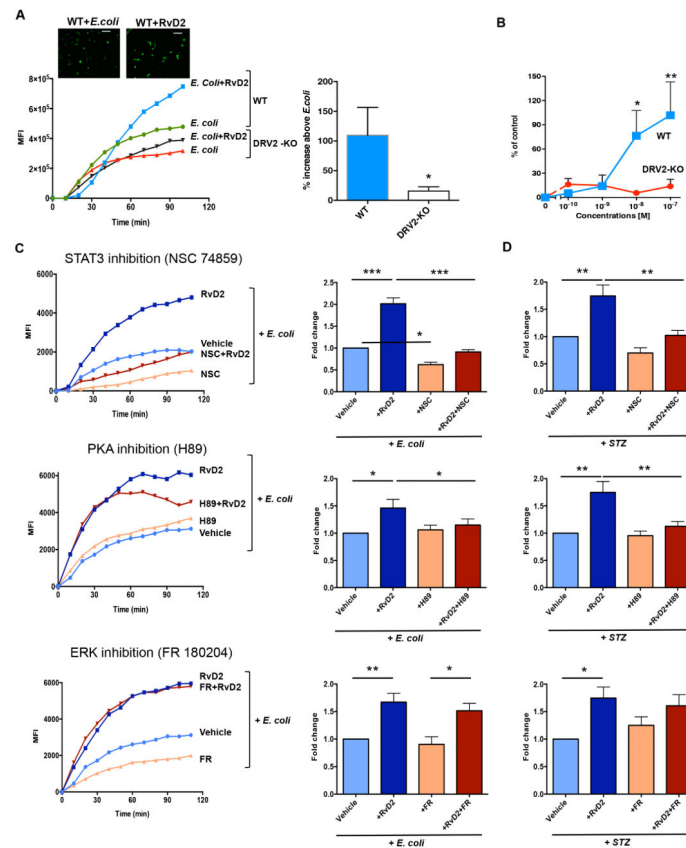 A
WT+E.coli
WT+RvD2
8×10⁵
6×10⁵
4×10⁵
2×10⁵
0
MFI
0
30
60
90
120
Time (min)
E. Coli+RvD2
E. coli
WT
E. coli+RvD2
E. coli
DRV2 -KO
% increase above E.coli
200
150
100
50
0
*
WT
DRV2-KO
B
% of control
150
120
90
60
30
0
*
**
WT
DRV2-KO
0
10⁻¹⁰
10⁻⁹
10⁻⁸
10⁻⁷
Concentrations [M]
C
STAT3 inhibition (NSC 74859)
MFI
6000
4000
2000
0
0
30
60
90
120
Time (min)
RvD2
Vehicle
NSC+RvD2
NSC
+ E. coli
Fold change
2.5
2.0
1.5
1.0
0.5
0.0
***
***
*
Vehicle
+RvD2
+NSC
+RvD2+NSC
+ E. coli
D
Fold change
2.0
1.5
1.0
0.5
0.0
**
**
Vehicle
+RvD2
+NSC
+RvD2+NSC
+ STZ
PKA inhibition (H89)
MFI
6000
4000
2000
0
0
30
60
90
120
Time (min)
RvD2
H89+RvD2
H89
Vehicle
+ E. coli
Fold change
2.0
1.5
1.0
0.5
0.0
*
*
Vehicle
+RvD2
+H89
+RvD2+H89
+ E. coli
Fold change
2.0
1.5
1.0
0.5
0.0
**
**
Vehicle
+RvD2
+H89
+RvD2+H89
+ STZ
ERK inhibition (FR 180204)
MFI
6000
4000
2000
0
0
30
60
90
120
Time (min)
RvD2
FR+RvD2
Vehicle
FR
+ E. coli
Fold change
2.0
1.5
1.0
0.5
0.0
**
*
Vehicle
+RvD2
+FR
+RvD2+FR
+ E. coli
Fold change
2.0
1.5
1.0
0.5
0.0
*
Vehicle
+RvD2
+FR
+RvD2+FR
+ STZ